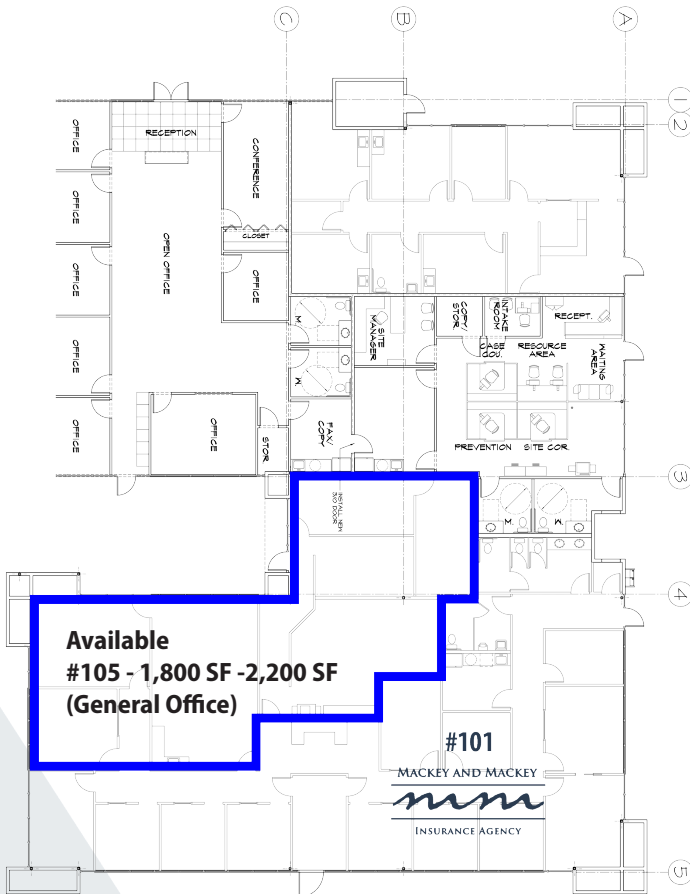 C
B
A
1
2
OFFICE
RECEPTION
CONFERENCE
OFFICE
CLOSET
OPEN OFFICE
OFFICE
OFFICE
M.
SITE
MANAGER
COPY/
STOR.
INTAKE
ROOM
RECEPT.
CASE
COU.
RESOURCE
AREA
WAITING
AREA
OFFICE
W.
OFFICE
OFFICE
STOR.
FAX/
COPY
PREVENTION
SITE COR.
3
INSTALL NEW
3'0" DOOR
M.
W.
4
Available
#105 - 1,800 SF -2,200 SF
(General Office)
#101
MACKEY AND MACKEY
mm
INSURANCE AGENCY
5